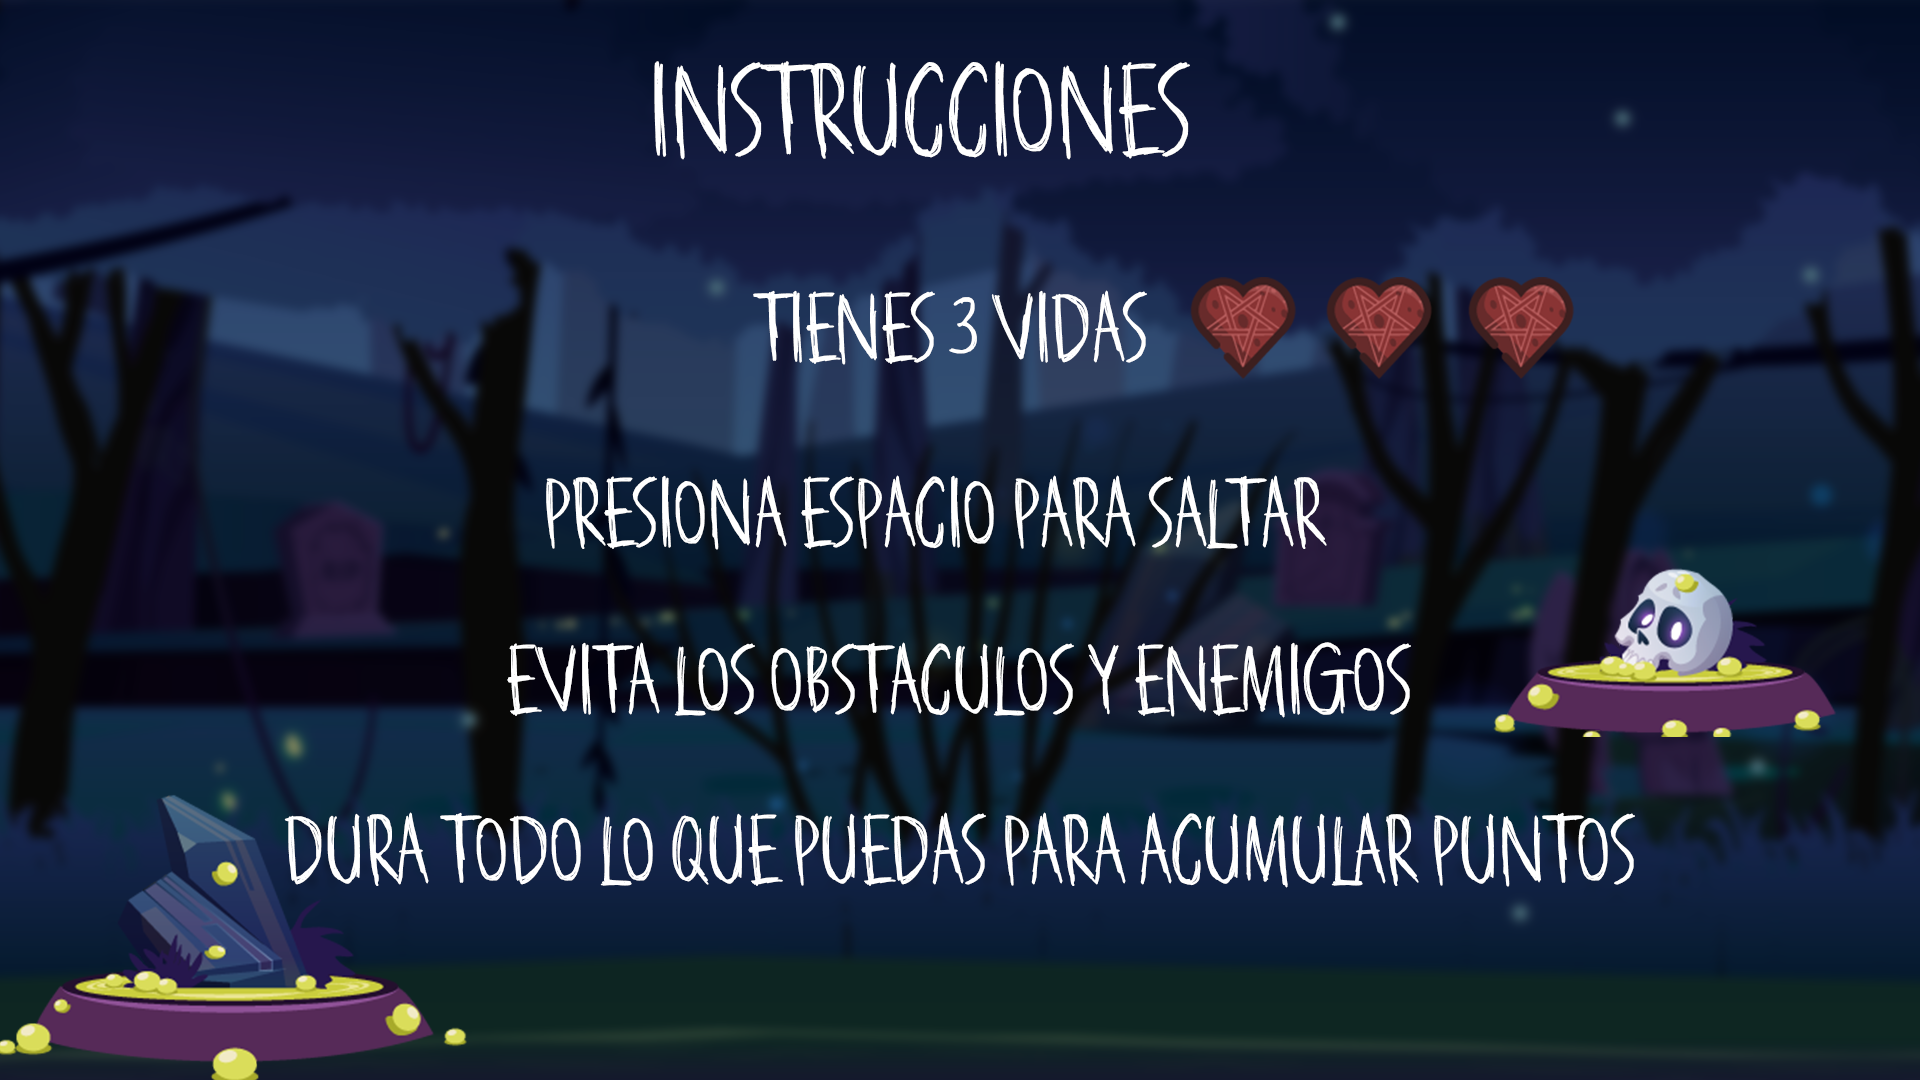 INSTRUCCIONES
TIENES 3 VIDAS
PRESIONA ESPACIO PARA SALTAR
EVITA LOS OBSTACULOS Y ENEMIGOS
DURA TODO LO QUE PUEDAS PARA ACUMULAR PUNTOS